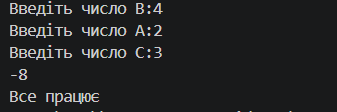 Введіть число B:4
Введіть число A:2
Введіть число C:3
-8
Все працює